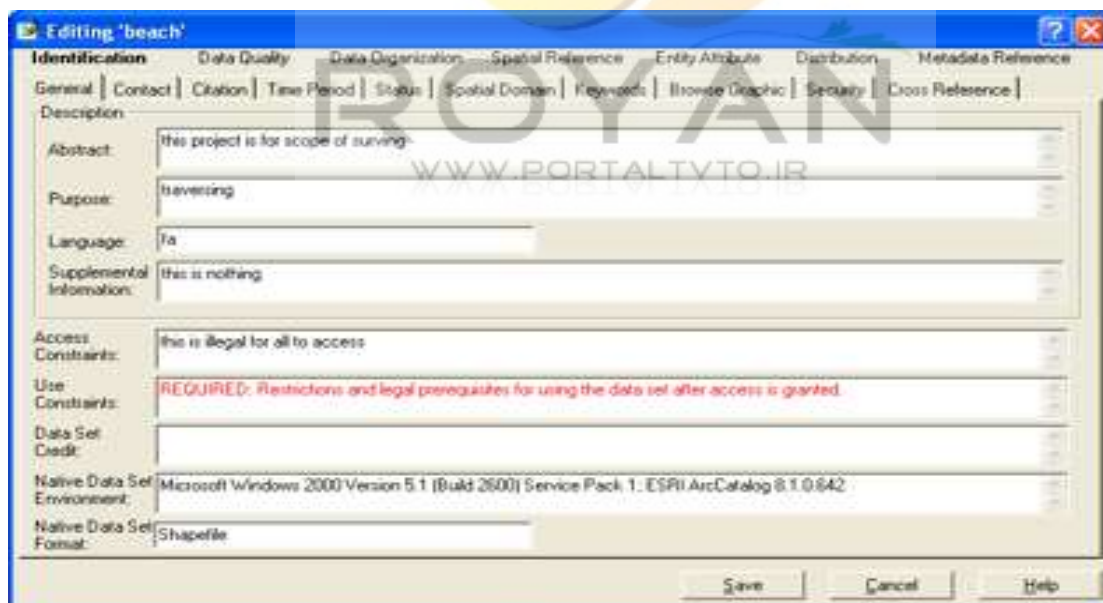 Editing 'beach'
Identification Data Quality Data Organization Spatial Reference Entity Attribute Distribution Metadata Reference
General Contact Citation Time Period Status Spatial Domain Keywords Browse Graphic Security Cross Reference
Description
Abstract: this project is for scope of surving
Purpose: traversing
Language: fa
Supplemental Information: this is nothing
Access Constraints: this is illegal for all to access
Use Constraints: REQUIRED: Restrictions and legal prerequisites for using the data set after access is granted.
Data Set Credit:
Native Data Set Environment: Microsoft Windows 2000 Version 5.1 (Build 2600) Service Pack 1; ESRI ArcCatalog 8.1.0.642
Native Data Set Format: Shapefile
Save Cancel Help
ROYAN
WWW.PORTALTVTO.IR